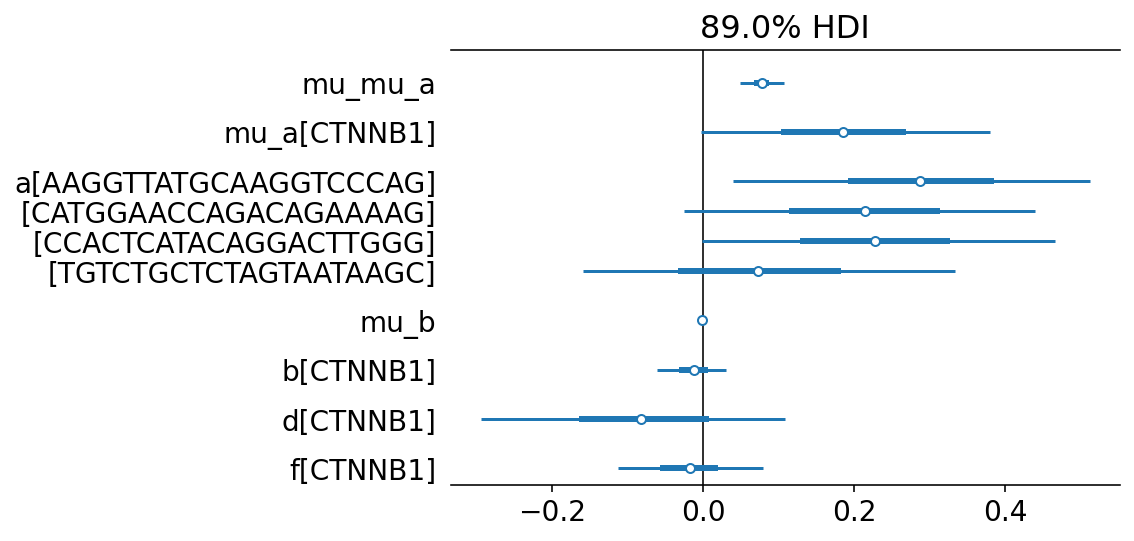 89.0% HDI
mu_mu_a
mu_a[CTNNB1]
a[AAGGTTATGCAAGGTCCCAG]
[CATGGAACCAGACAGAAAAG]
[CCACTCATACAGGACTTGGG]
[TGTCTGCTCTAGTAATAAGC]
mu_b
b[CTNNB1]
d[CTNNB1]
f[CTNNB1]
−0.2 0.0 0.2 0.4